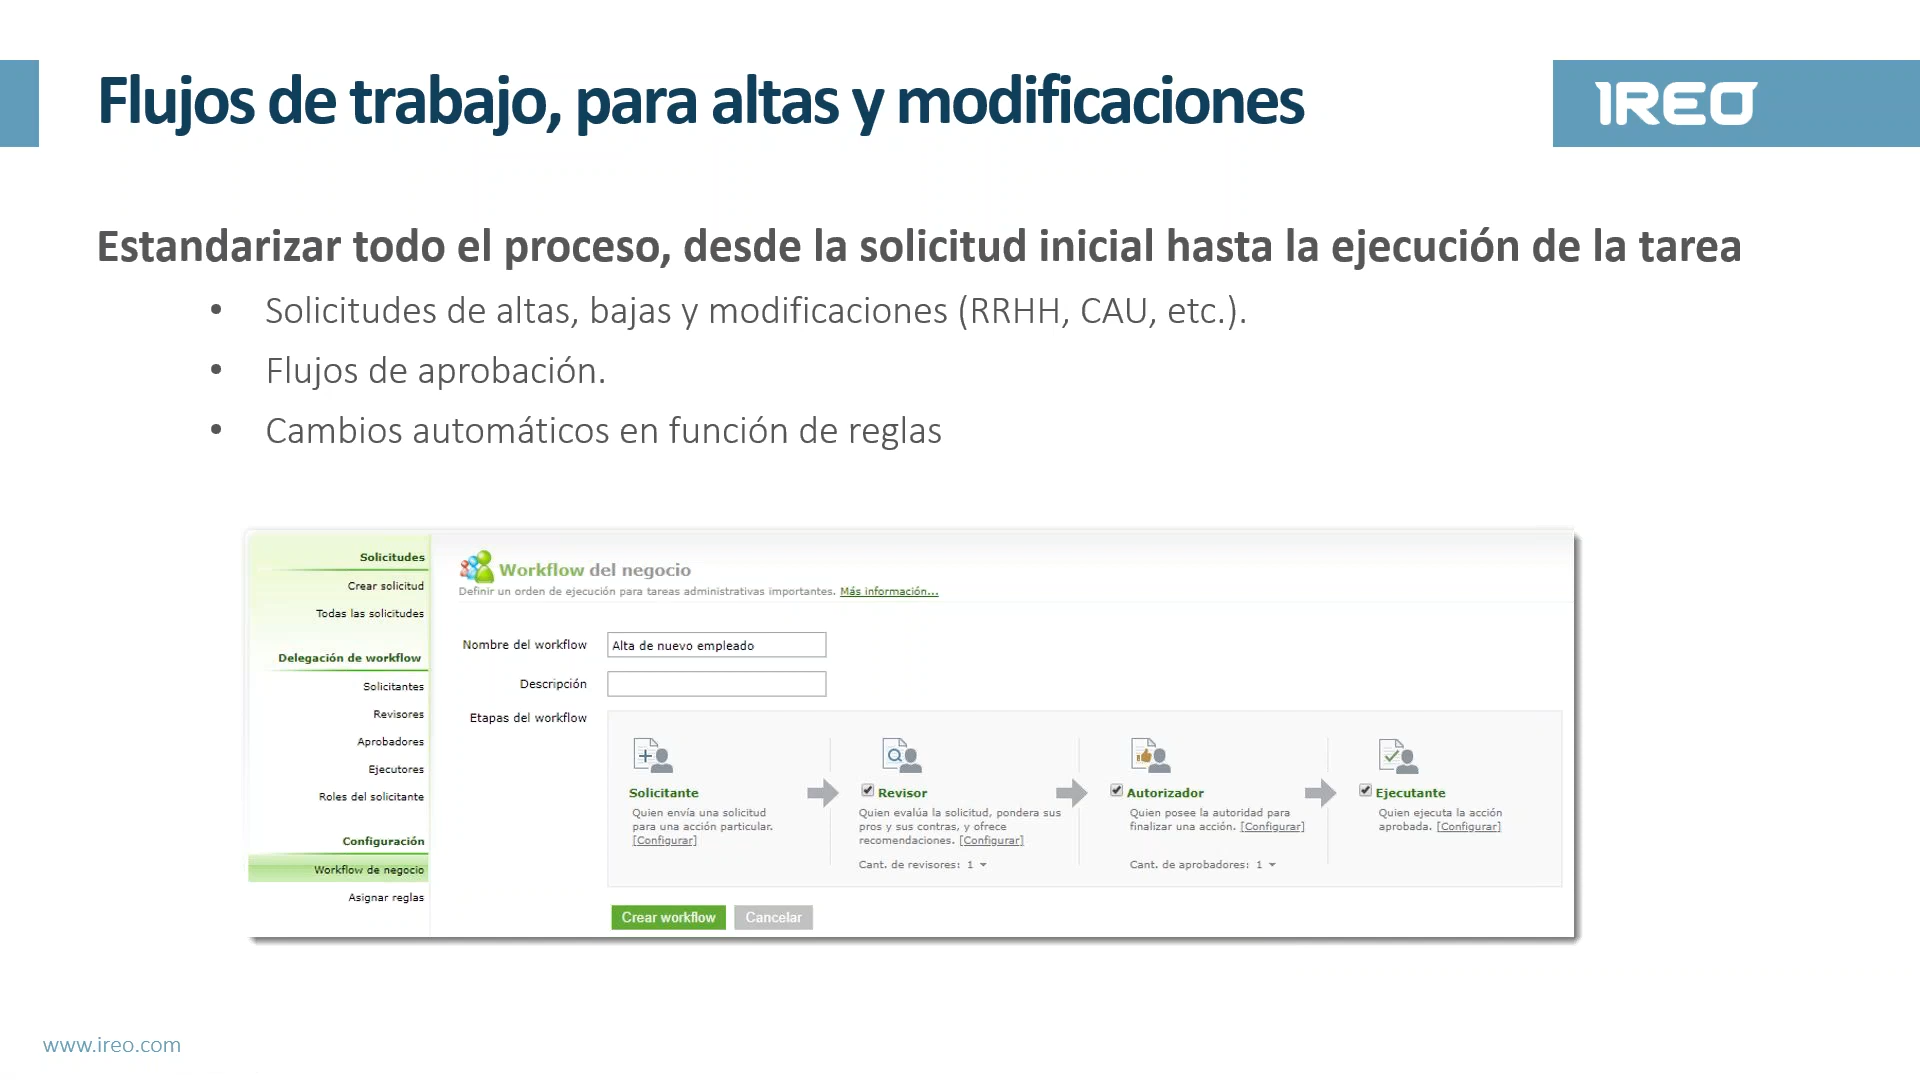 Flujos de trabajo, para altas y modificaciones
IREO
Estandarizar todo el proceso, desde la solicitud inicial hasta la ejecución de la tarea
• Solicitudes de altas, bajas y modificaciones (RRHH, CAU, etc.).
• Flujos de aprobación.
• Cambios automáticos en función de reglas
Solicitudes
Crear solicitud
Todas las solicitudes
Delegación de workflow
Solicitantes
Revisores
Aprobadores
Ejecutores
Roles del solicitante
Configuración
Workflow de negocio
Asignar reglas
Workflow del negocio
Definir un orden de ejecución para tareas administrativas importantes. Más información...
Nombre del workflow
Alta de nuevo empleado
Descripción
Etapas del workflow
Solicitante
Quien envía una solicitud
para una acción particular.
[Configurar]
Revisor
Quien evalúa la solicitud, pondera sus
pros y sus contras, y ofrece
recomendaciones. [Configurar]
Cant. de revisores: 1
Autorizador
Quien posee la autoridad para
finalizar una acción. [Configurar]
Cant. de aprobadores: 1
Ejecutante
Quien ejecuta la acción
aprobada. [Configurar]
Crear workflow
Cancelar
www.ireo.com